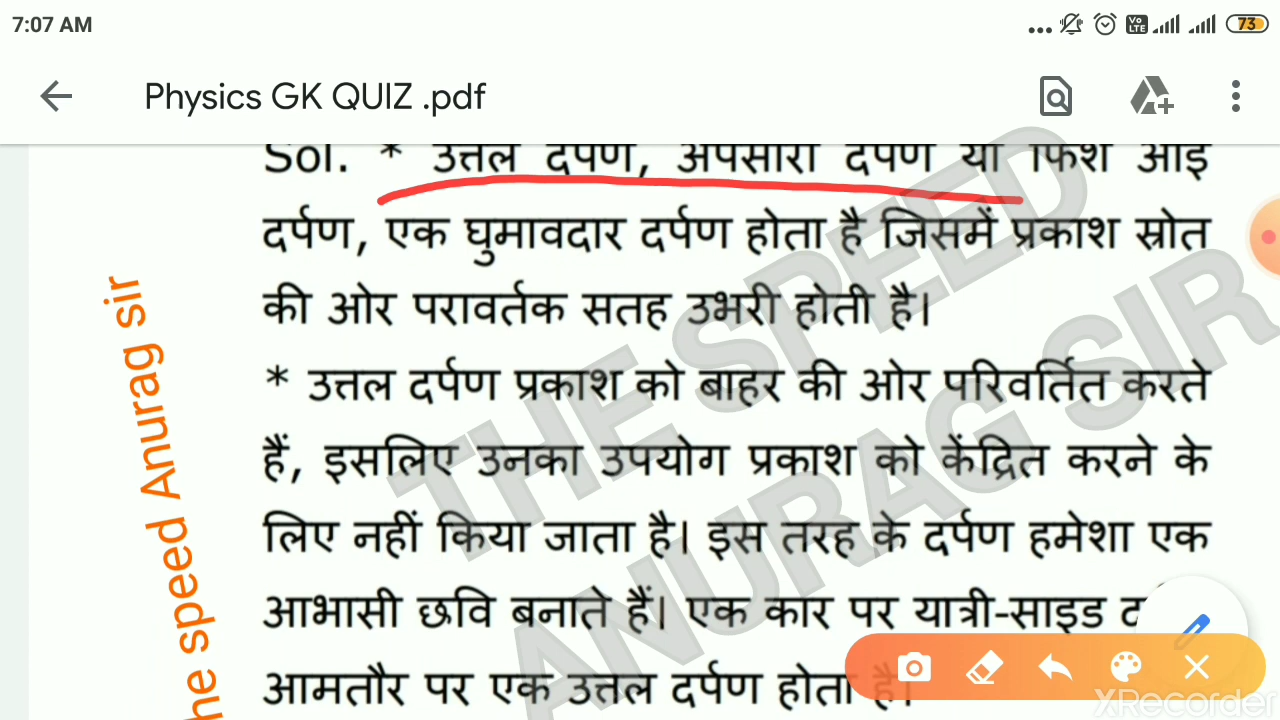 7:07 AM
Vo LTE
73
Physics GK QUIZ .pdf
Sol. * उत्तल दर्पण, अपसारी दर्पण या फिश आई
दर्पण, एक घुमावदार दर्पण होता है जिसमें प्रकाश स्रोत
की ओर परावर्तक सतह उभरी होती है।
* उत्तल दर्पण प्रकाश को बाहर की ओर परिवर्तित करते
हैं, इसलिए उनका उपयोग प्रकाश को केंद्रित करने के
लिए नहीं किया जाता है। इस तरह के दर्पण हमेशा एक
आभासी छवि बनाते हैं। एक कार पर यात्री-साइड
आमतौर पर एक उत्तल दर्पण होता है।
he speed Anurag sir
THE SPEED
ANURAG SIR
XRecorder